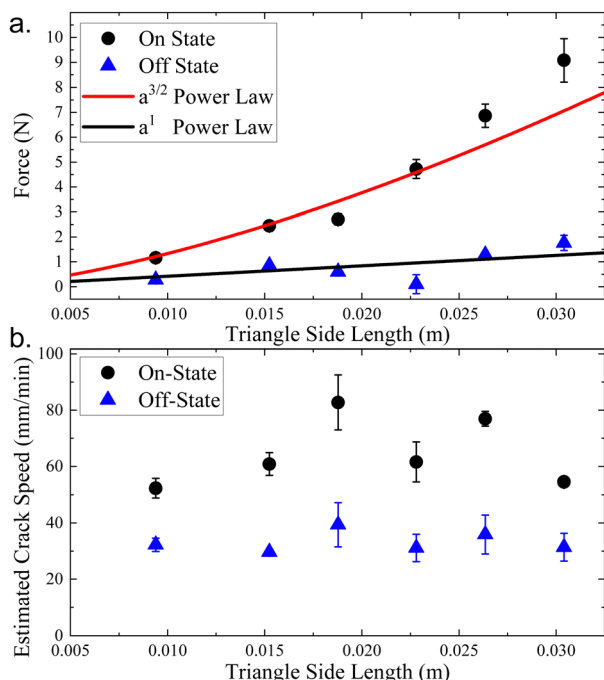 a.
10
9
8
7
6
5
4
3
2
1
0
Force (N)
On State
Off State
a^{3/2} Power Law
a^1 Power Law
0.005 0.010 0.015 0.020 0.025 0.030
Triangle Side Length (m)
b.
100
80
60
40
20
0
Estimated Crack Speed (mm/min)
On-State
Off-State
0.005 0.010 0.015 0.020 0.025 0.030
Triangle Side Length (m)